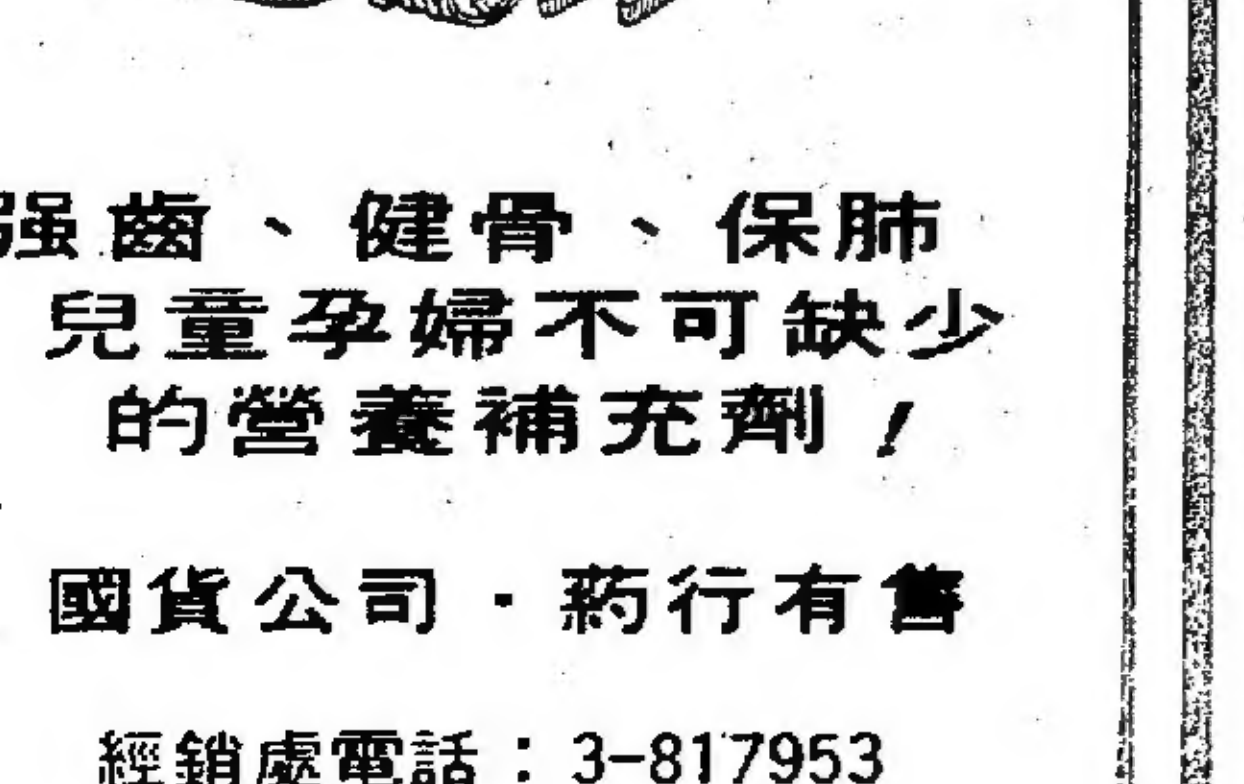 强齒、健骨、保肺
兒童孕婦不可缺少
的營養補充劑！
國貨公司·葯行有售
經銷處電話：3-817953